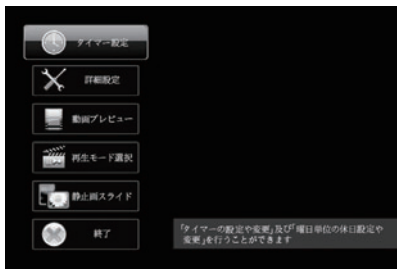 タイマー設定
詳細設定
動画プレビュー
再生モード選択
静止画スライド
終了
「タイマーの設定や変更」及び「曜日単位の休日設定や
変更」を行うことができます